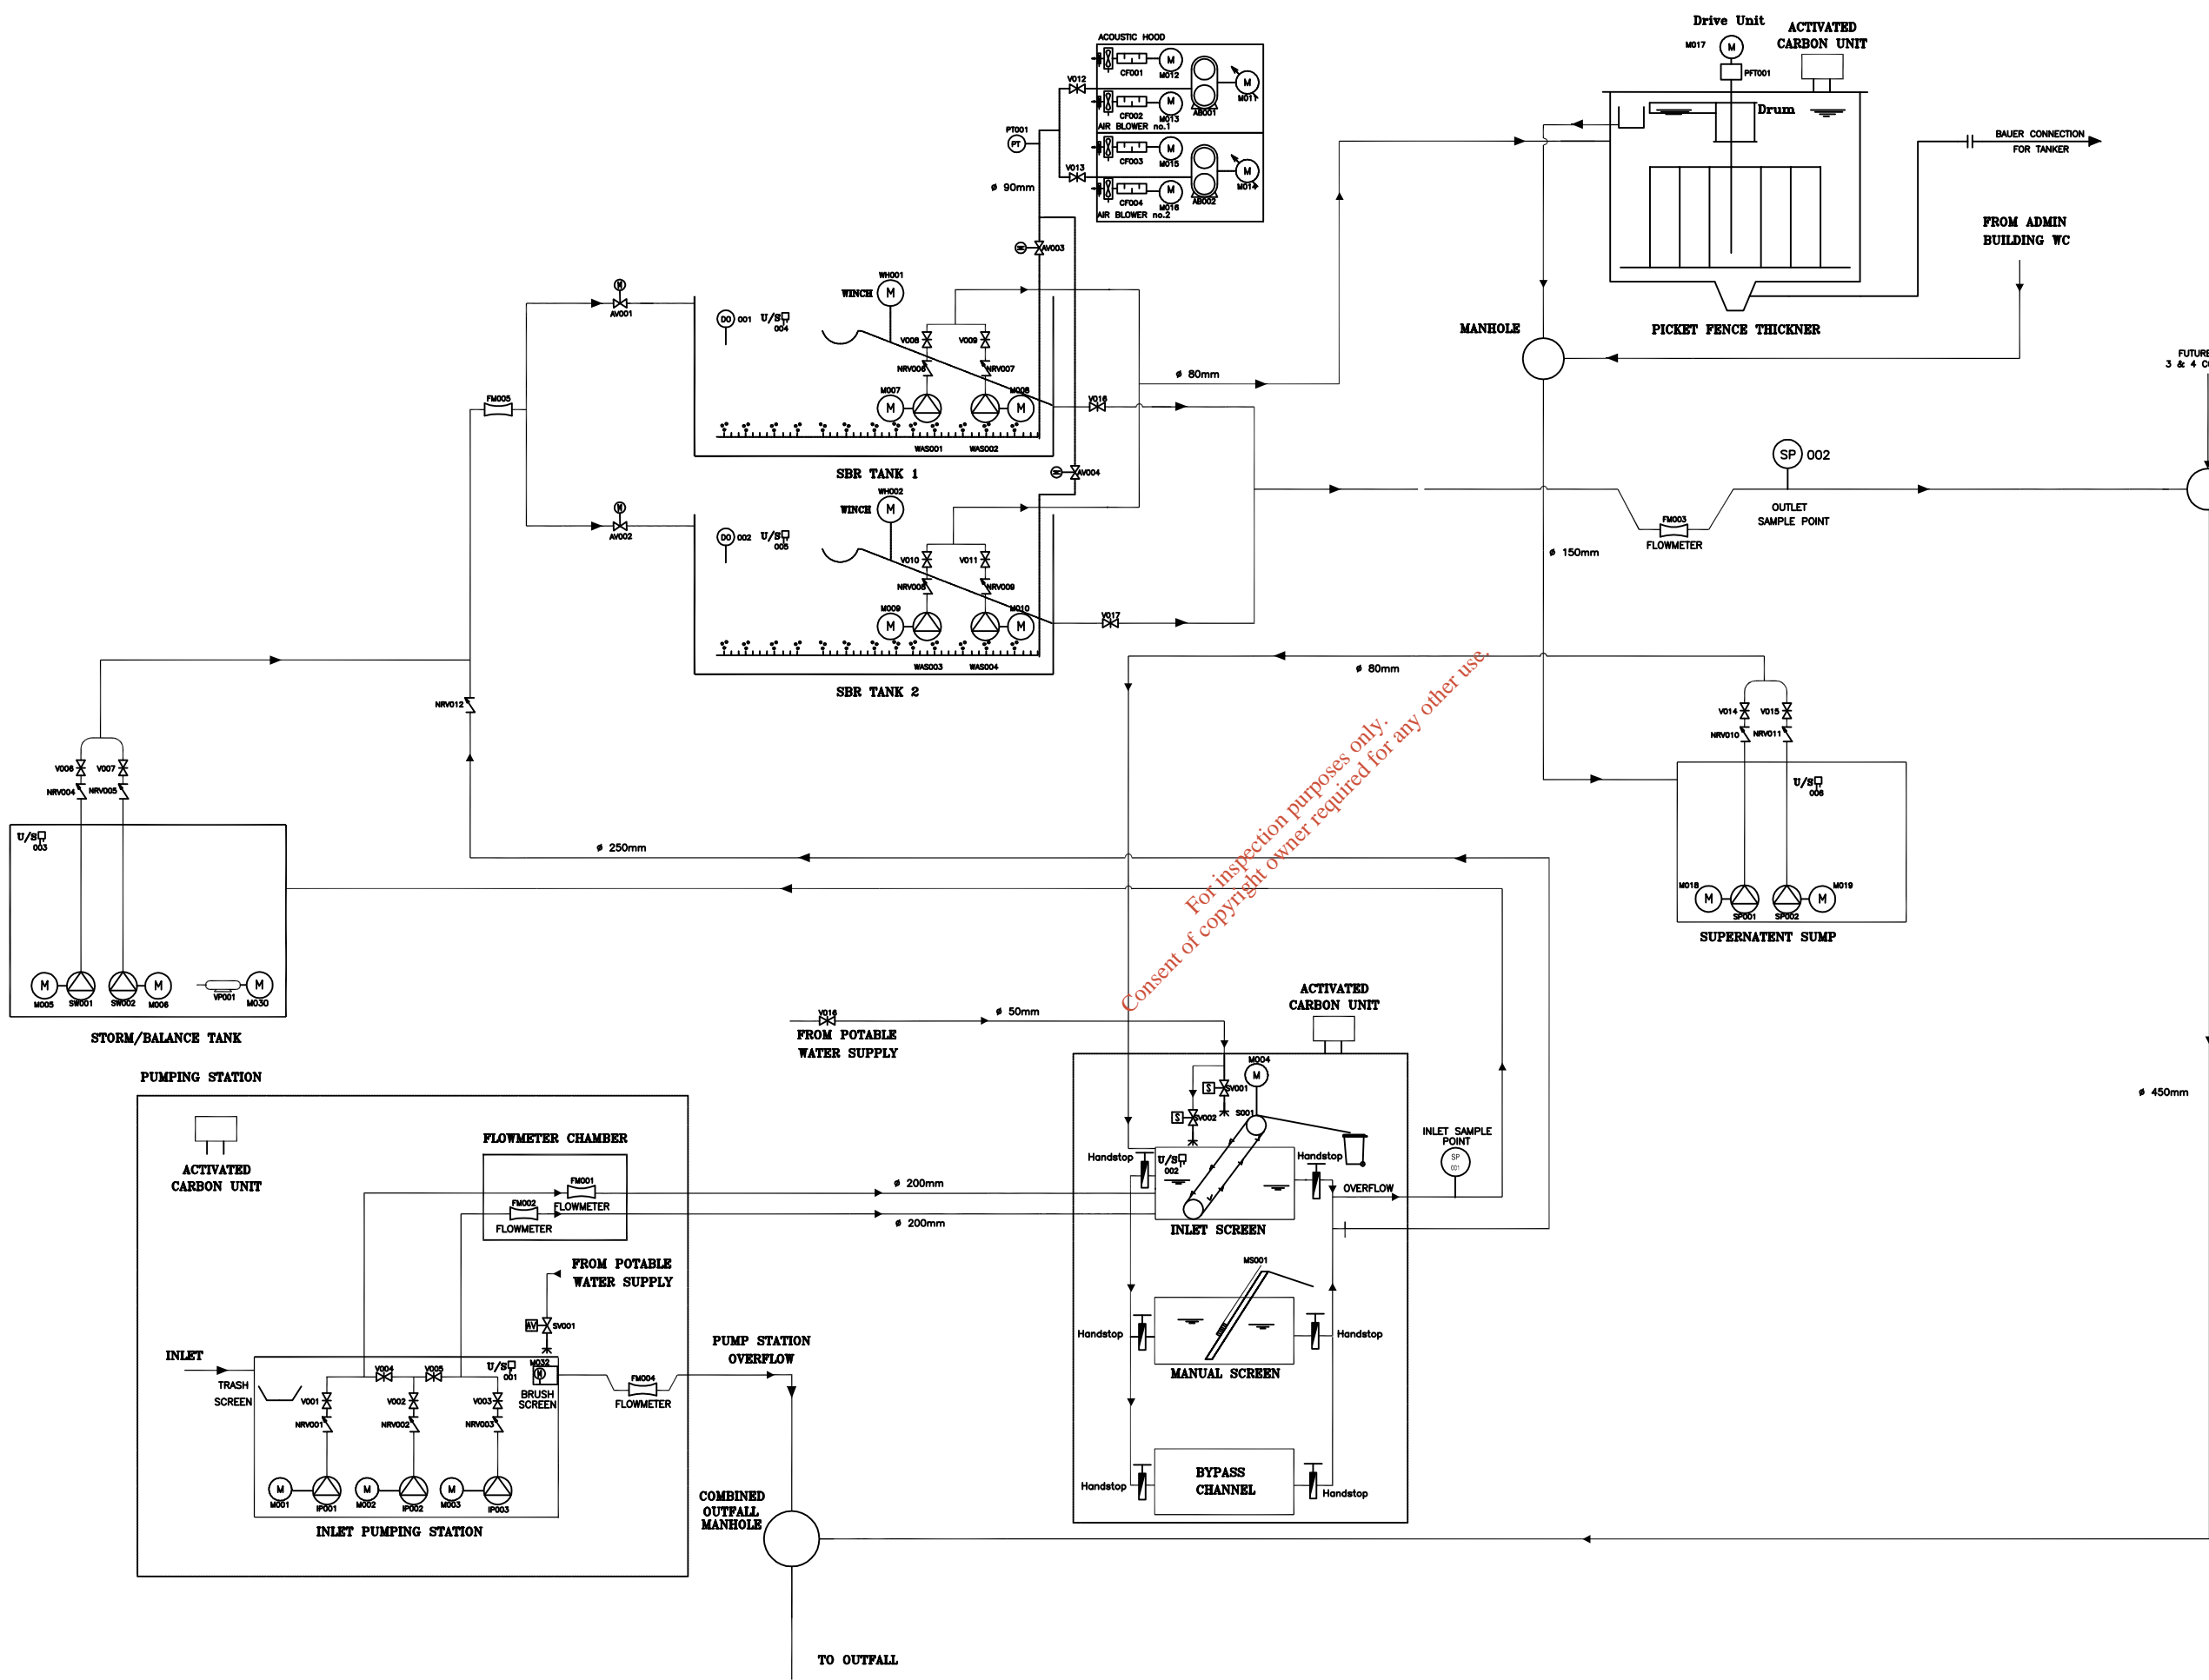 Drive Unit
ACTIVATED
CARBON UNIT
M017
M
PFT001
Drum
ACOUSTIC HOOD
V012
CF001
M
M012
M
M011
CF002
M
M013
AB001
AIR BLOWER no.1
PT001
PT
V013
CF003
M
M015
M
M014
CF004
M
M016
AB002
AIR BLOWER no.2
ø 90mm
BAUER CONNECTION
FOR TANKER
FROM ADMIN
BUILDING WC
PICKET FENCE THICKNER
MANHOLE
FUTURE
3 & 4 C
AV003
M
AV001
WH001
WINCH
M
DO 001
U/S
004
V008
V009
NRV006
NRV007
M007
M
M008
M
WAS001
WAS002
SBR TANK 1
FM005
ø 80mm
V016
AV004
SP 002
OUTLET
SAMPLE POINT
FM003
FLOWMETER
M
AV002
WH002
WINCH
M
DO 002
U/S
005
V010
V011
NRV008
NRV009
M009
M
M010
M
WAS003
WAS004
SBR TANK 2
V017
ø 150mm
ø 80mm
For inspection purposes only.
Consent of copyright owner required for any other use.
NRV012
V006
V007
NRV004
NRV005
U/S
003
M
M005
SW001
SW002
M
M006
VP001
M
M030
STORM/BALANCE TANK
ø 250mm
V014
V015
NRV010
NRV011
U/S
006
M018
M
SP001
SP002
M
M019
SUPERNATENT SUMP
V016
ø 50mm
FROM POTABLE
WATER SUPPLY
ACTIVATED
CARBON UNIT
M004
M
S
SV001
S
SV002
S001
Handstop
U/S
002
Handstop
INLET SCREEN
OVERFLOW
INLET SAMPLE
POINT
SP
001
ø 450mm
MS001
Handstop
Handstop
MANUAL SCREEN
BYPASS
CHANNEL
Handstop
Handstop
PUMPING STATION
ACTIVATED
CARBON UNIT
FLOWMETER CHAMBER
FM001
FLOWMETER
FM002
FLOWMETER
ø 200mm
ø 200mm
FROM POTABLE
WATER SUPPLY
AV
SV001
INLET
TRASH
SCREEN
V004
V005
U/S
001
M032
M
BRUSH
SCREEN
V001
V002
V003
NRV001
NRV002
NRV003
M
M001
IP001
M
M002
IP002
M
M003
IP003
INLET PUMPING STATION
FM004
FLOWMETER
PUMP STATION
OVERFLOW
COMBINED
OUTFALL
MANHOLE
TO OUTFALL